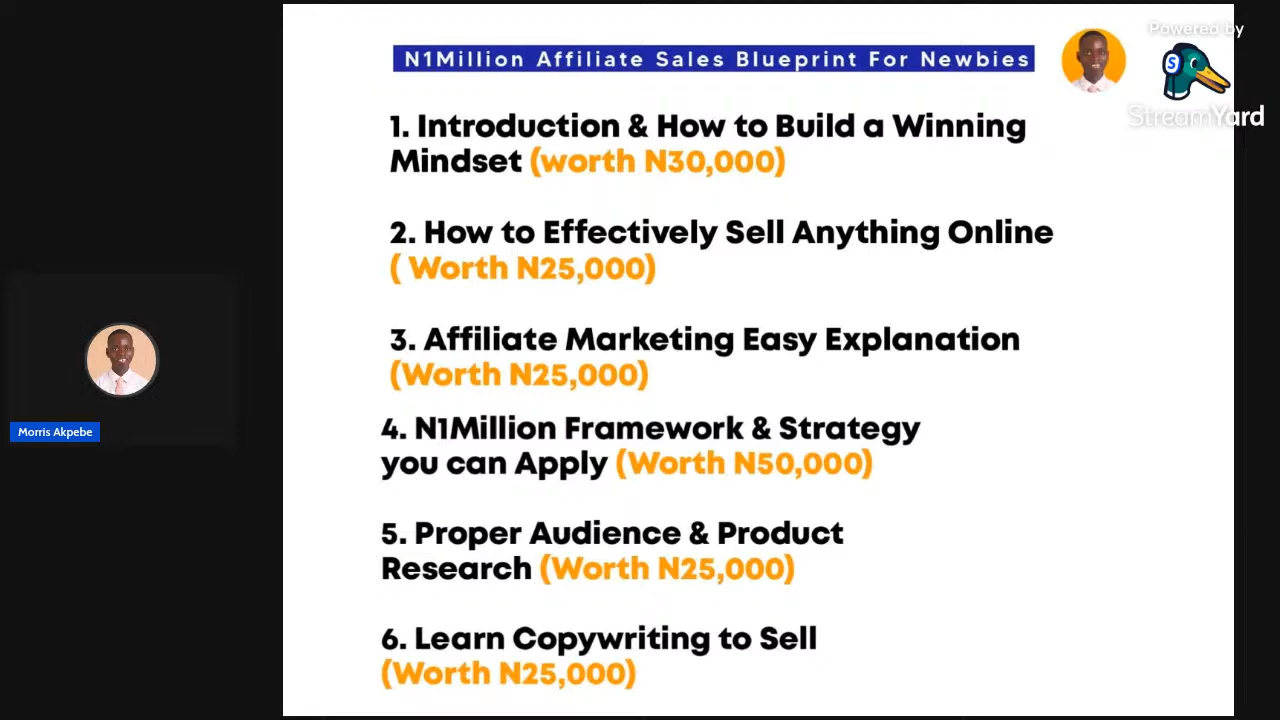 N1Million Affiliate Sales Blueprint For Newbies
Powered by
S
StreamYard
1. Introduction & How to Build a Winning
Mindset (worth N30,000)
2. How to Effectively Sell Anything Online
( Worth N25,000)
3. Affiliate Marketing Easy Explanation
(Worth N25,000)
4. N1Million Framework & Strategy
you can Apply (Worth N50,000)
5. Proper Audience & Product
Research (Worth N25,000)
6. Learn Copywriting to Sell
(Worth N25,000)
Morris Akpebe